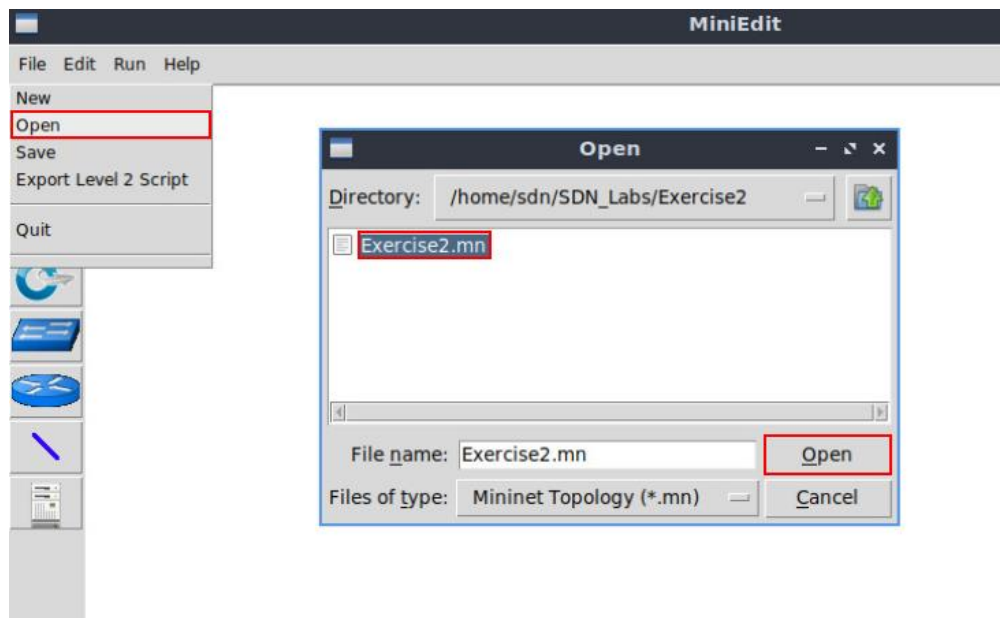 MiniEdit
File Edit Run Help
New
Open
Save
Export Level 2 Script
Quit
Open
Directory: /home/sdn/SDN_Labs/Exercise2
Exercise2.mn
File name: Exercise2.mn Open
Files of type: Mininet Topology (*.mn) Cancel